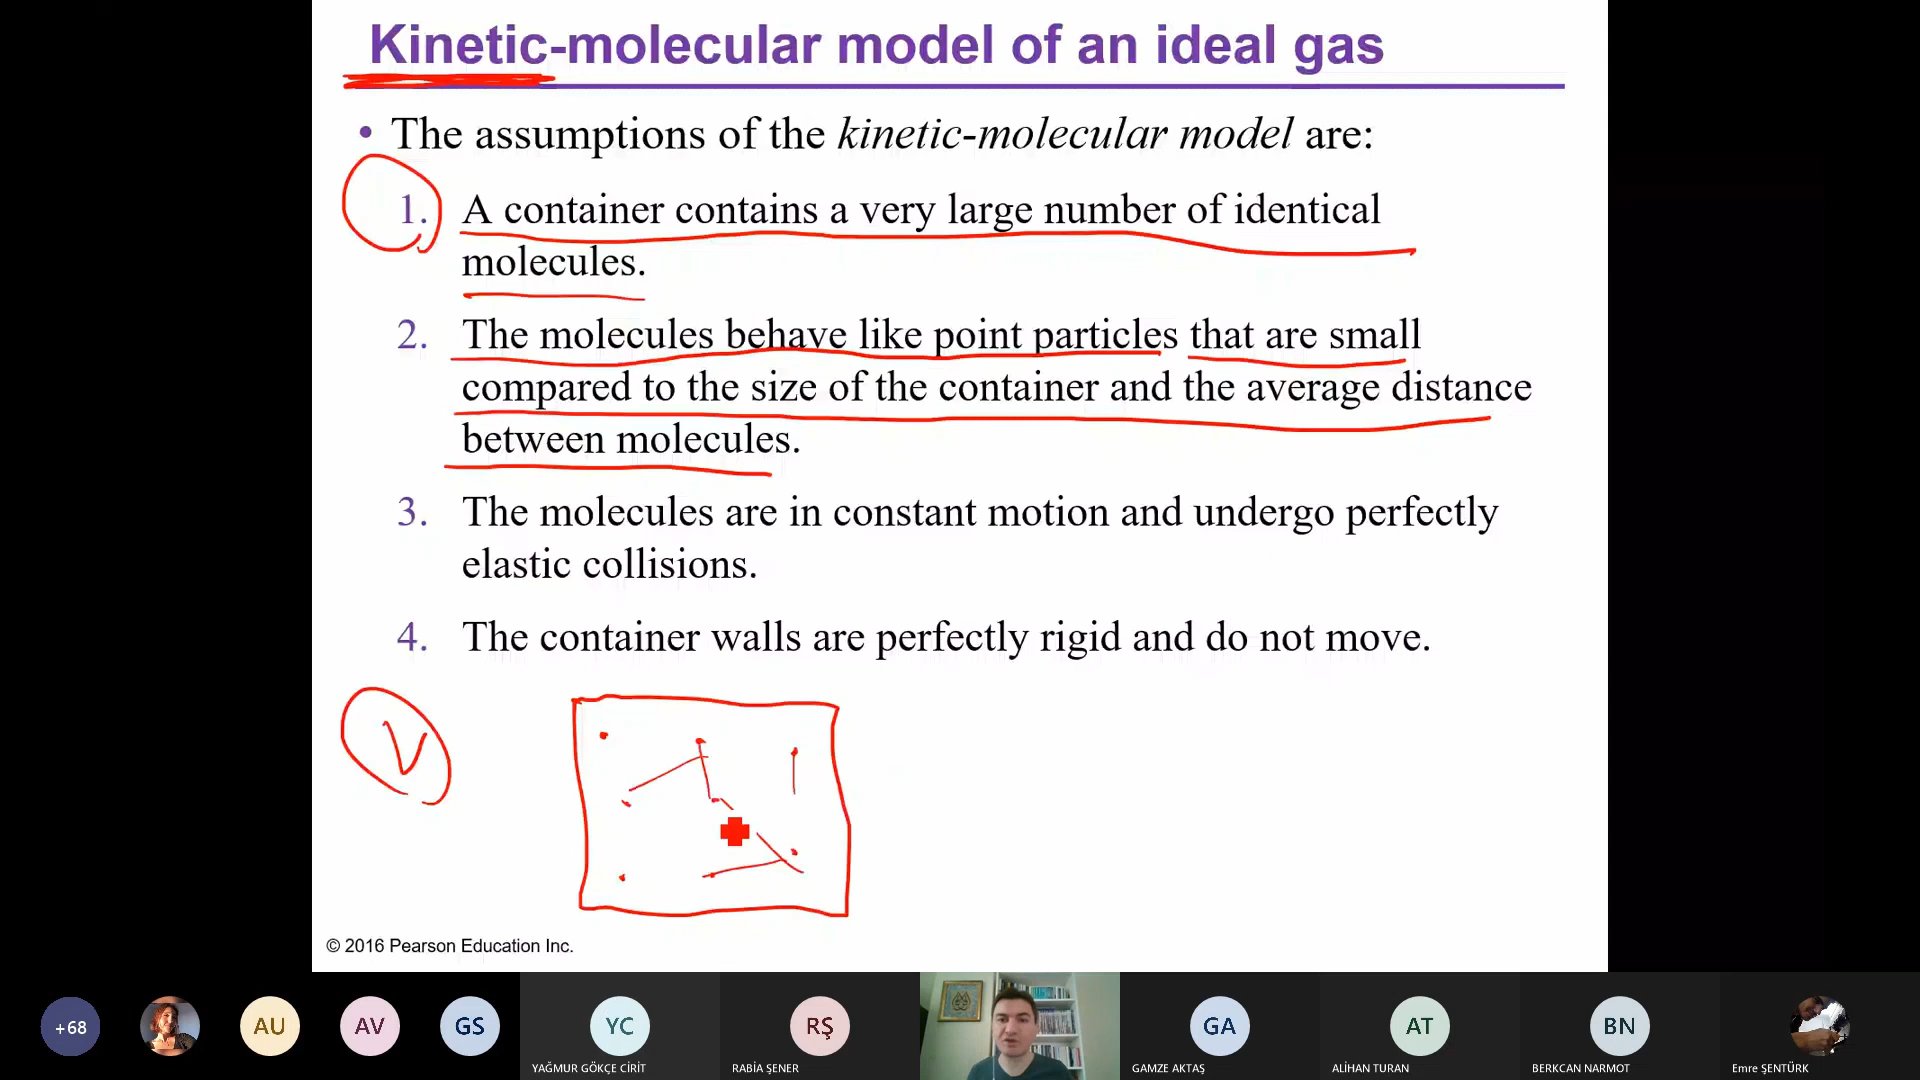 Kinetic-molecular model of an ideal gas
• The assumptions of the kinetic-molecular model are:
1. A container contains a very large number of identical
molecules.
2. The molecules behave like point particles that are small
compared to the size of the container and the average distance
between molecules.
3. The molecules are in constant motion and undergo perfectly
elastic collisions.
4. The container walls are perfectly rigid and do not move.
V
© 2016 Pearson Education Inc.
+68
AU
AV
GS
YC
YAĞMUR GÖKÇE CİRİT
RŞ
RABİA ŞENER
GA
GAMZE AKTAŞ
AT
ALİHAN TURAN
BN
BERKCAN NARMOT
Emre ŞENTÜRK